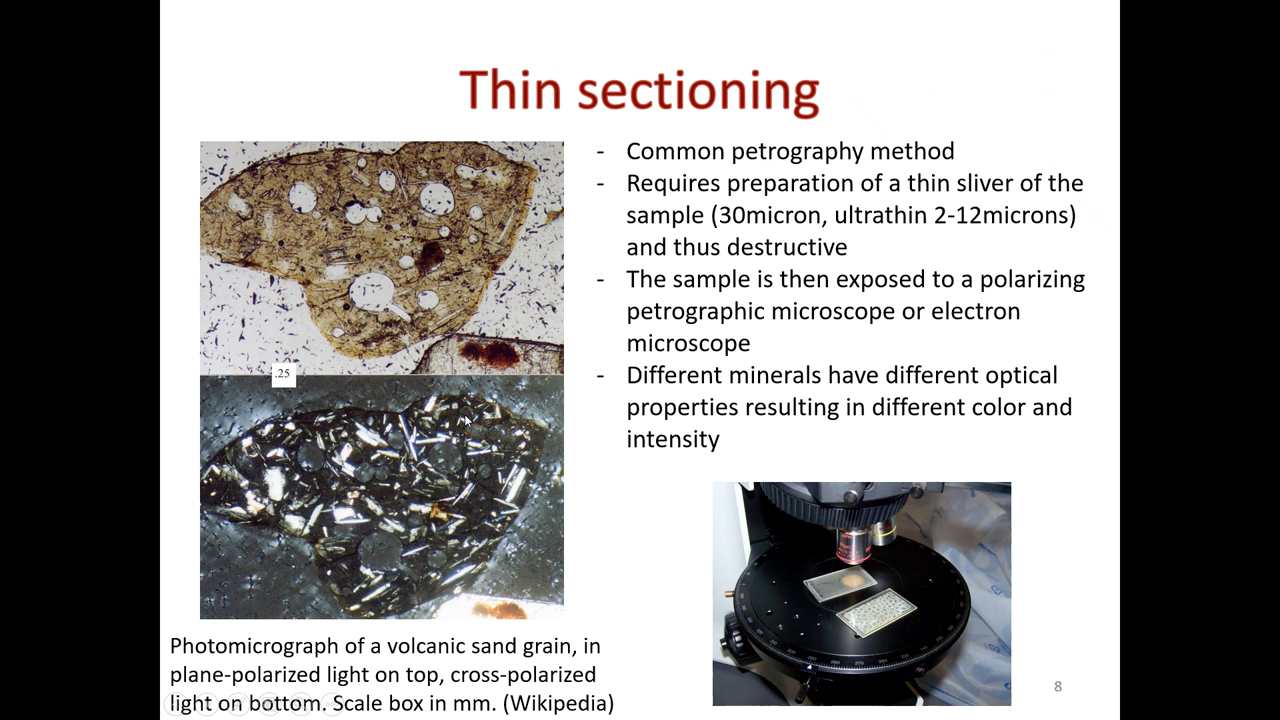 Thin sectioning
- Common petrography method
- Requires preparation of a thin sliver of the
sample (30micron, ultrathin 2-12microns)
and thus destructive
- The sample is then exposed to a polarizing
petrographic microscope or electron
microscope
- Different minerals have different optical
properties resulting in different color and
intensity
.25
Photomicrograph of a volcanic sand grain, in
plane-polarized light on top, cross-polarized
light on bottom. Scale box in mm. (Wikipedia)
8